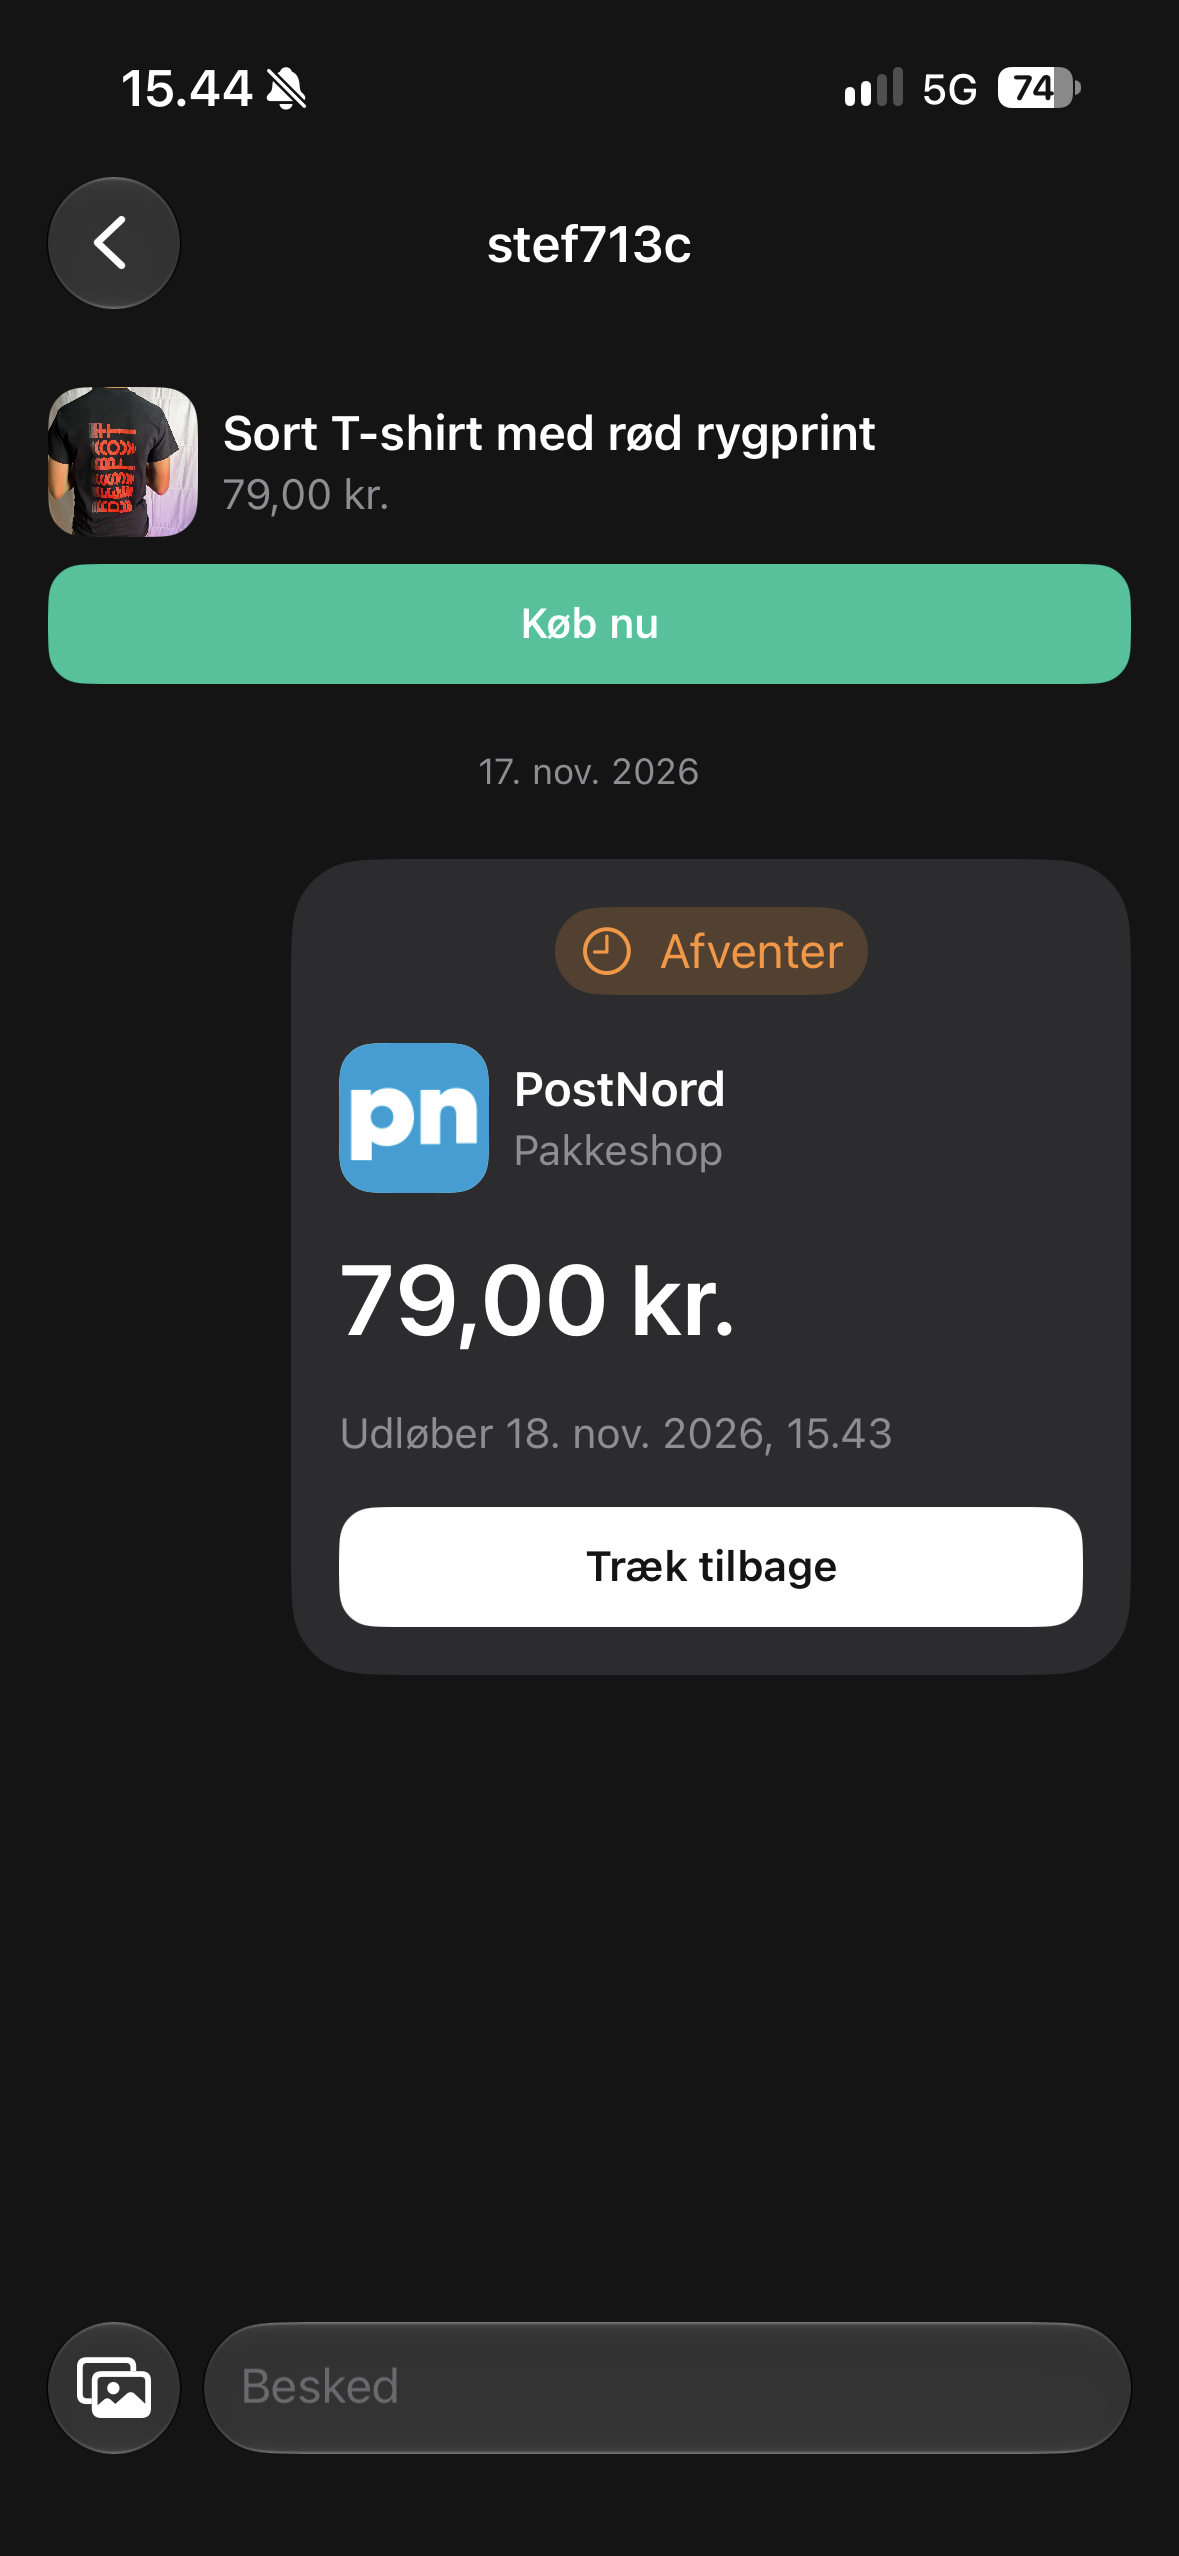 15.44
5G
74
stef713c
Sort T-shirt med rød rygprint
79,00 kr.
Køb nu
17. nov. 2026
Afventer
pn
PostNord
Pakkeshop
79,00 kr.
Udløber 18. nov. 2026, 15.43
Træk tilbage
Besked